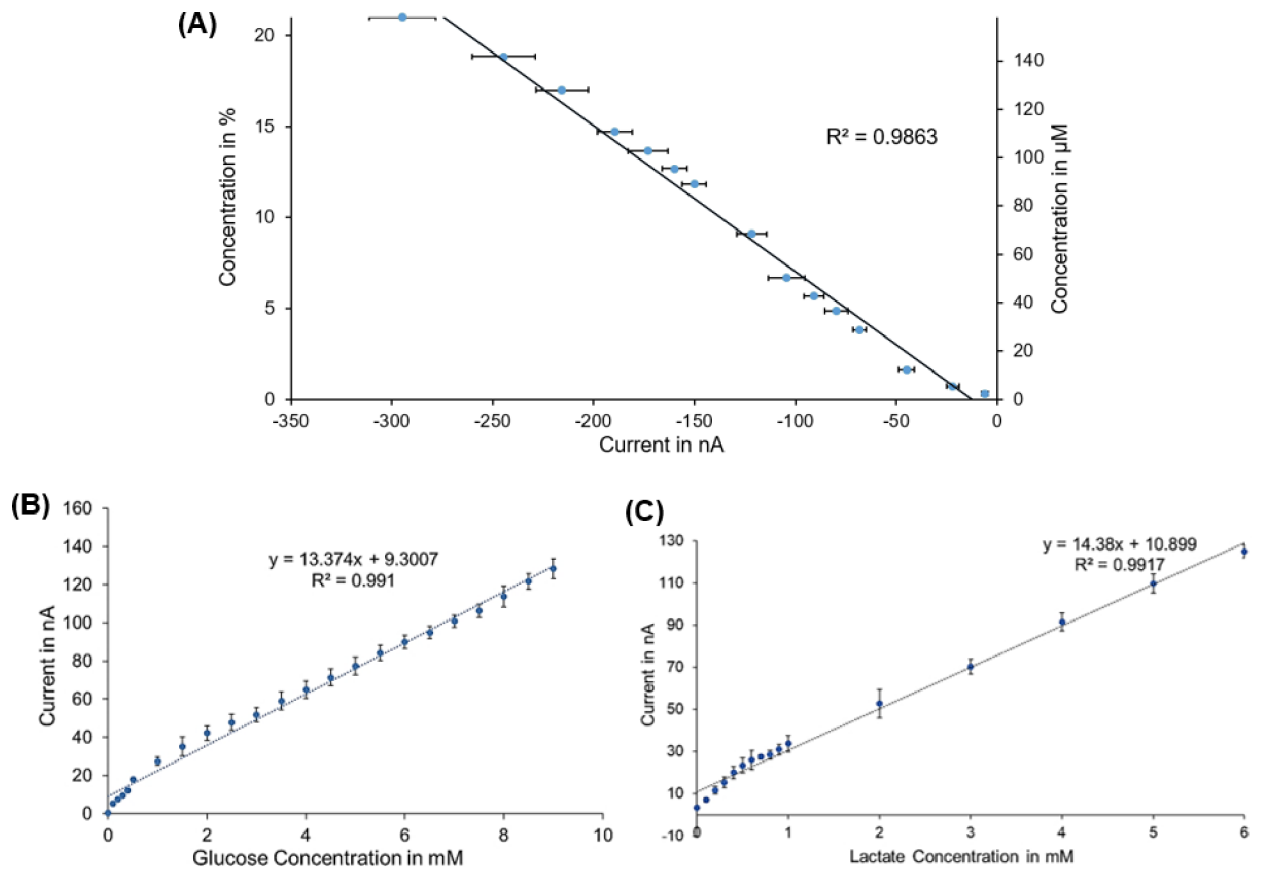 (A)
20
15
10
5
0
Concentration in %
140
120
100
80
60
40
20
0
Concentration in µM
R² = 0.9863
-350 -300 -250 -200 -150 -100 -50 0
Current in nA
(B)
160
140
120
100
80
60
40
20
0
Current in nA
y = 13.374x + 9.3007
R² = 0.991
0 2 4 6 8 10
Glucose Concentration in mM
(C)
130
110
90
70
50
30
10
-10
Current in nA
y = 14.38x + 10.899
R² = 0.9917
0 1 2 3 4 5 6
Lactate Concentration in mM